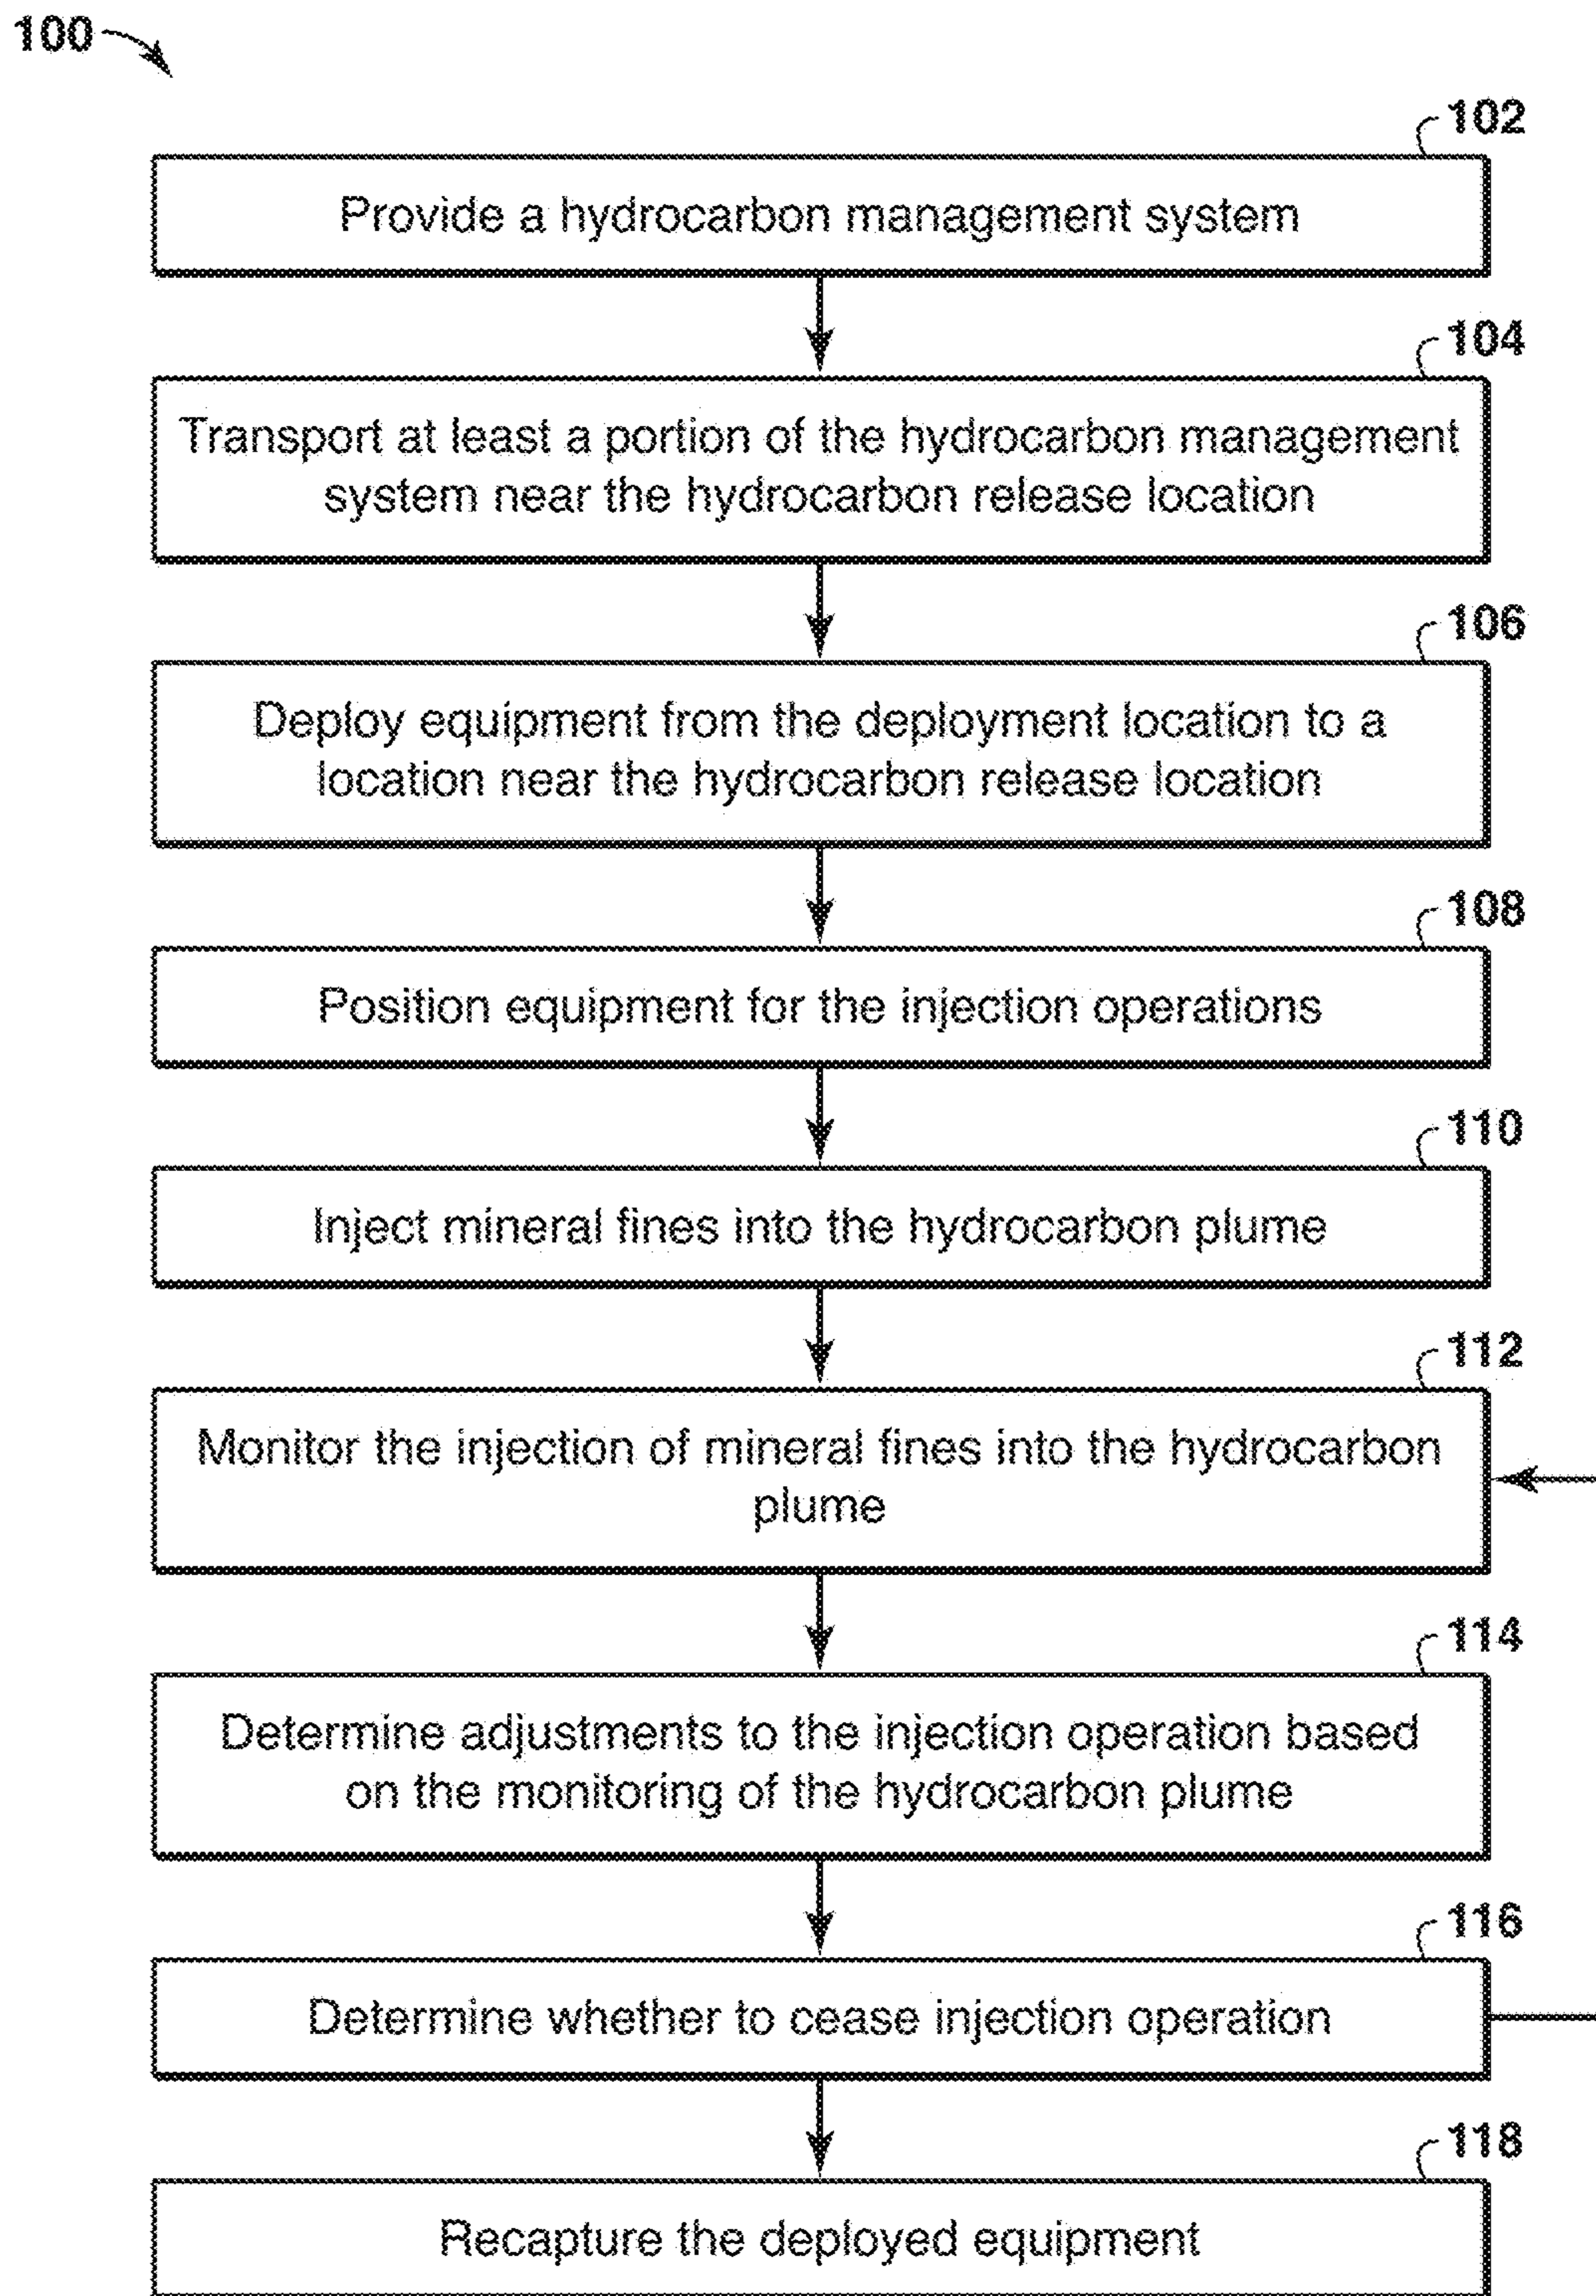 100
102
Provide a hydrocarbon management system
104
Transport at least a portion of the hydrocarbon management
system near the hydrocarbon release location
106
Deploy equipment from the deployment location to a
location near the hydrocarbon release location
108
Position equipment for the injection operations
110
Inject mineral fines into the hydrocarbon plume
112
Monitor the injection of mineral fines into the hydrocarbon
plume
114
Determine adjustments to the injection operation based
on the monitoring of the hydrocarbon plume
116
Determine whether to cease injection operation
118
Recapture the deployed equipment